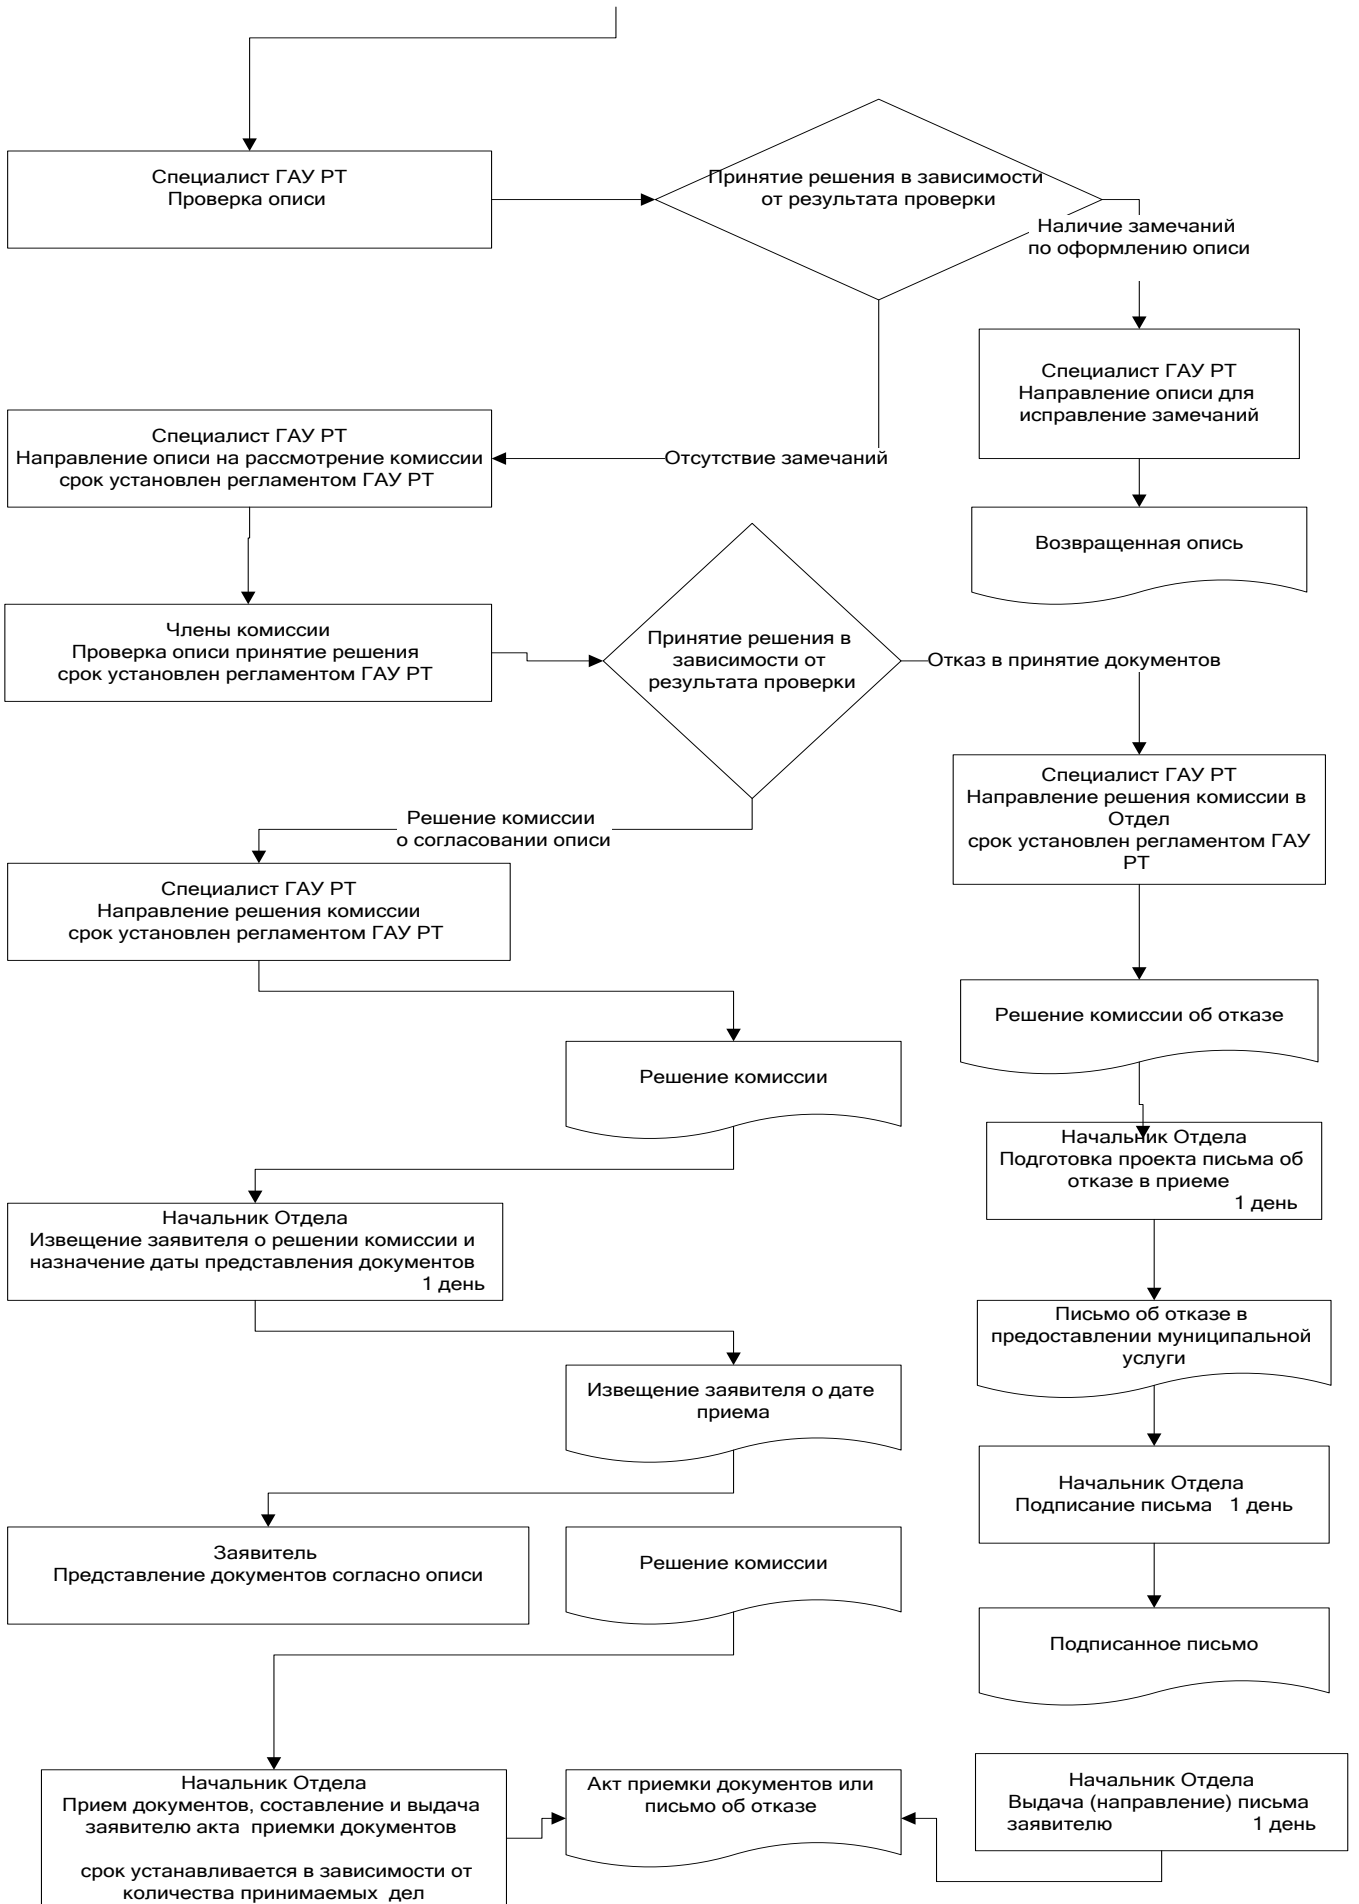 Специалист ГАУ РТ
Проверка описи
Принятие решения в зависимости
от результата проверки
Наличие замечаний
по оформлению описи
Специалист ГАУ РТ
Направление описи для
исправление замечаний
Специалист ГАУ РТ
Направление описи на рассмотрение комиссии
срок установлен регламентом ГАУ РТ
Отсутствие замечаний
Возвращенная опись
Члены комиссии
Проверка описи принятие решения
срок установлен регламентом ГАУ РТ
Принятие решения в
зависимости от
результата проверки
Отказ в принятие документов
Специалист ГАУ РТ
Направление решения комиссии в
Отдел
срок установлен регламентом ГАУ
РТ
Решение комиссии
о согласовании описи
Специалист ГАУ РТ
Направление решения комиссии
срок установлен регламентом ГАУ РТ
Решение комиссии об отказе
Решение комиссии
Начальник Отдела
Подготовка проекта письма об
отказе в приеме
1 день
Начальник Отдела
Извещение заявителя о решении комиссии и
назначение даты представления документов
1 день
Письмо об отказе в
предоставлении муниципальной
услуги
Извещение заявителя о дате
приема
Начальник Отдела
Подписание письма 1 день
Заявитель
Представление документов согласно описи
Решение комиссии
Подписанное письмо
Начальник Отдела
Прием документов, составление и выдача
заявителю акта приемки документов
срок устанавливается в зависимости от
количества принимаемых дел
Акт приемки документов или
письмо об отказе
Начальник Отдела
Выдача (направление) письма
заявителю 1 день